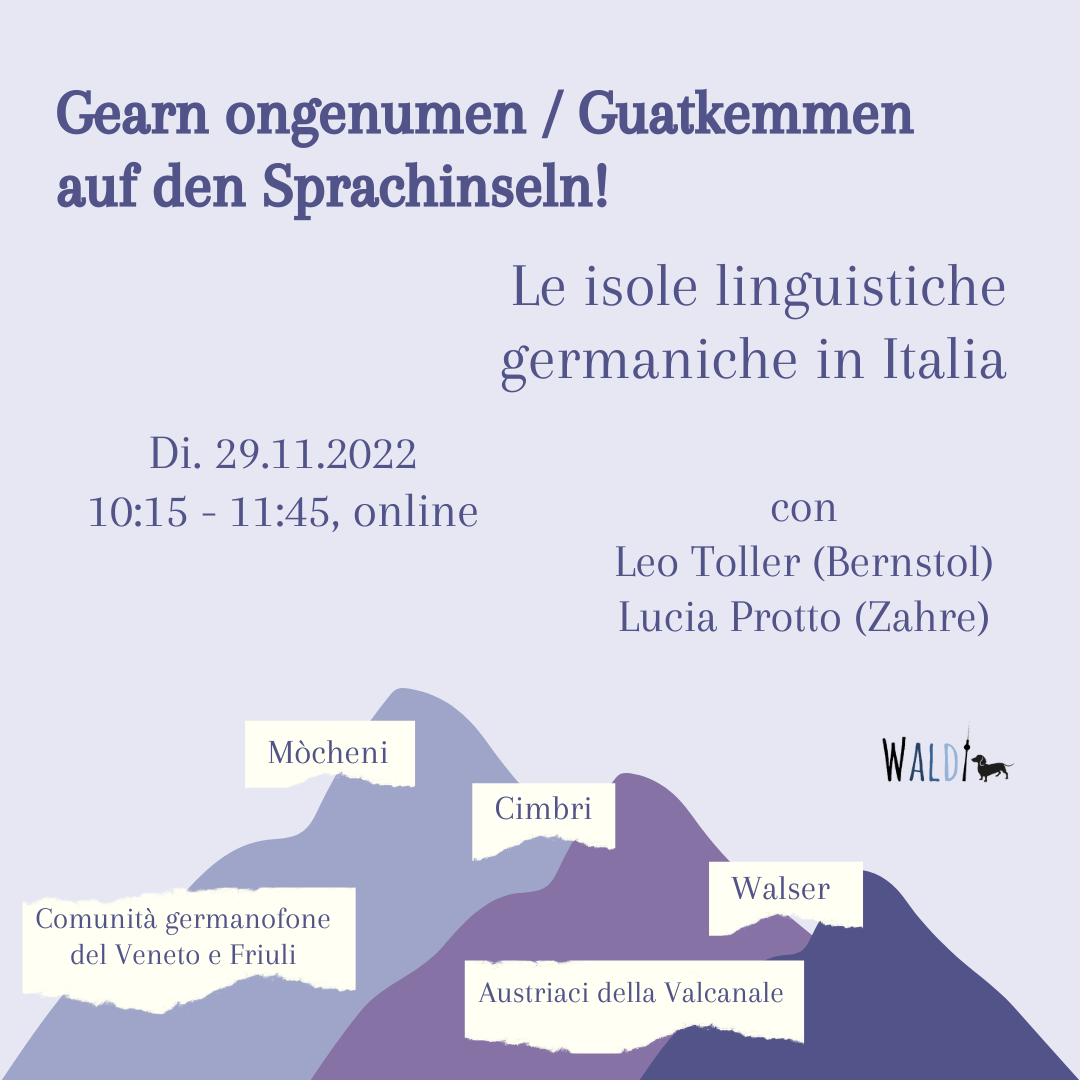 Gearn ongenumen / Guatkemmen
auf den Sprachinseln!
Le isole linguistiche
germaniche in Italia
Di. 29.11.2022
10:15 - 11:45, online
con
Leo Toller (Bernstol)
Lucia Protto (Zahre)
Mòcheni
WALDI
Cimbri
Walser
Comunità germanofone
del Veneto e Friuli
Austriaci della Valcanale